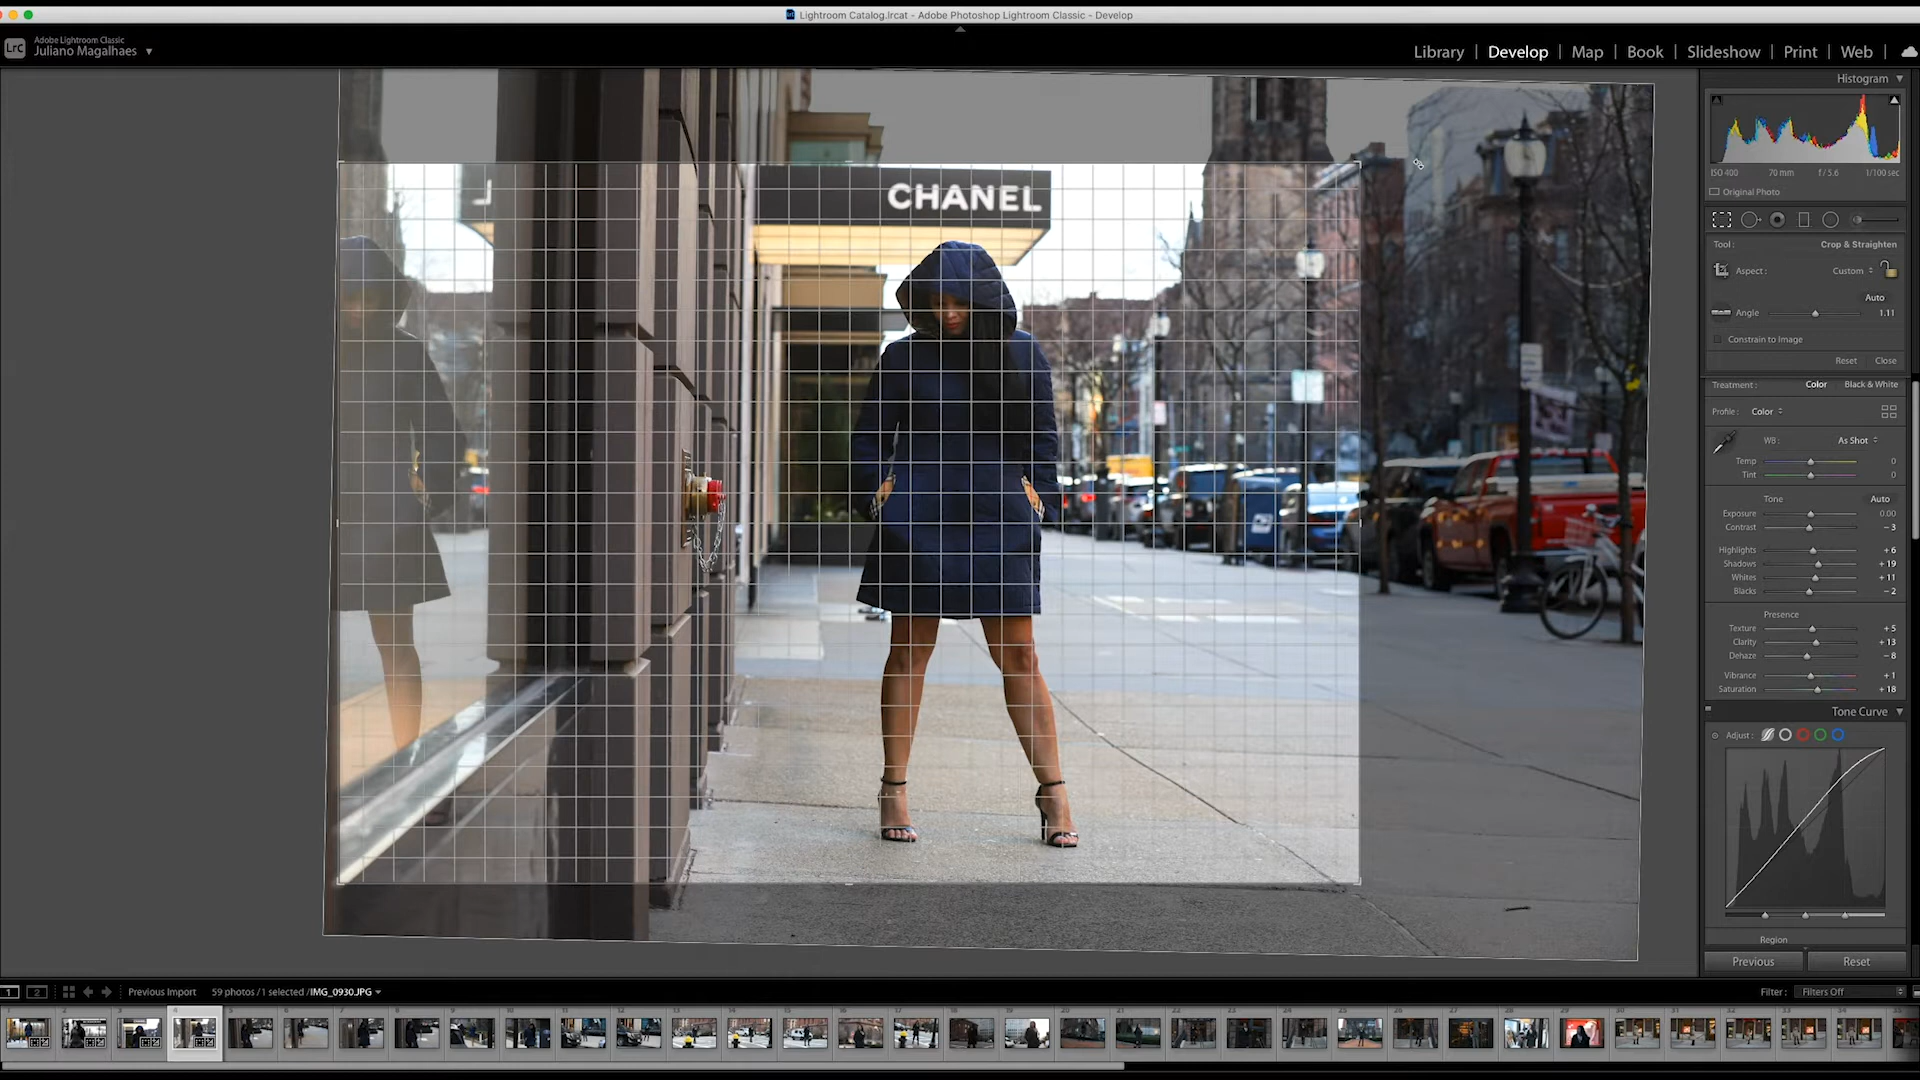 Lightroom Catalog.lrcat - Adobe Photoshop Lightroom Classic - Develop
LrC
Adobe Lightroom Classic
Juliano Magalhaes
Library | Develop | Map | Book | Slideshow | Print | Web |
Histogram
ISO 400 70 mm f / 5.6 1/100 sec
Original Photo
Tool : Crop & Straighten
Aspect : Custom
Auto
Angle 1.11
Constrain to Image
Reset Close
Treatment : Color Black & White
Profile : Color
WB : As Shot
Temp 0
Tint 0
Tone Auto
Exposure 0.00
Contrast - 3
Highlights + 6
Shadows + 19
Whites + 11
Blacks - 2
Presence
Texture + 5
Clarity + 13
Dehaze - 8
Vibrance + 1
Saturation + 18
Tone Curve
Adjust :
Region
Previous Reset
CHANEL
1 2 Previous Import 59 photos / 1 selected / IMG_0930.JPG
Filter : Filters Off